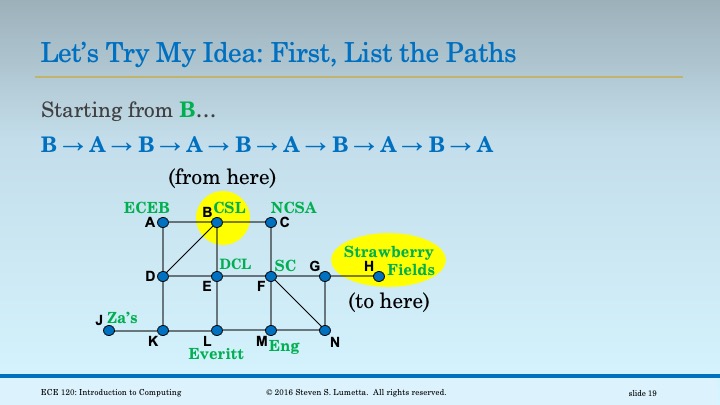 Let's Try My Idea: First, List the Paths
Starting from B…
B → A → B → A → B → A → B → A → B → A
(from here)
ECEB B CSL NCSA
A C
Strawberry
D DCL SC G H Fields
E F
(to here)
J Za's
K L M Eng N
Everitt
ECE 120: Introduction to Computing © 2016 Steven S. Lumetta. All rights reserved. slide 19